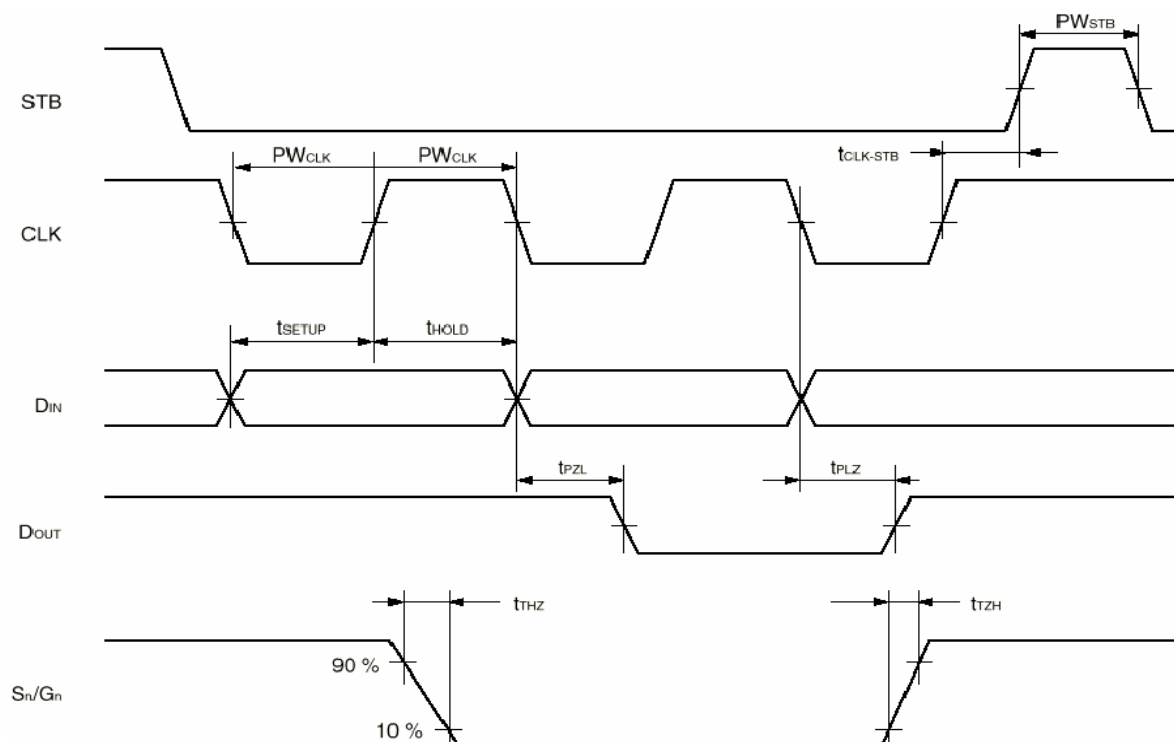 PWSTB
STB
tCLK-STB
PWCLK PWCLK
CLK
tSETUP tHOLD
DIN
tPZL tPLZ
DOUT
tTHZ tTZH
90 %
Sn/Gn
10 %